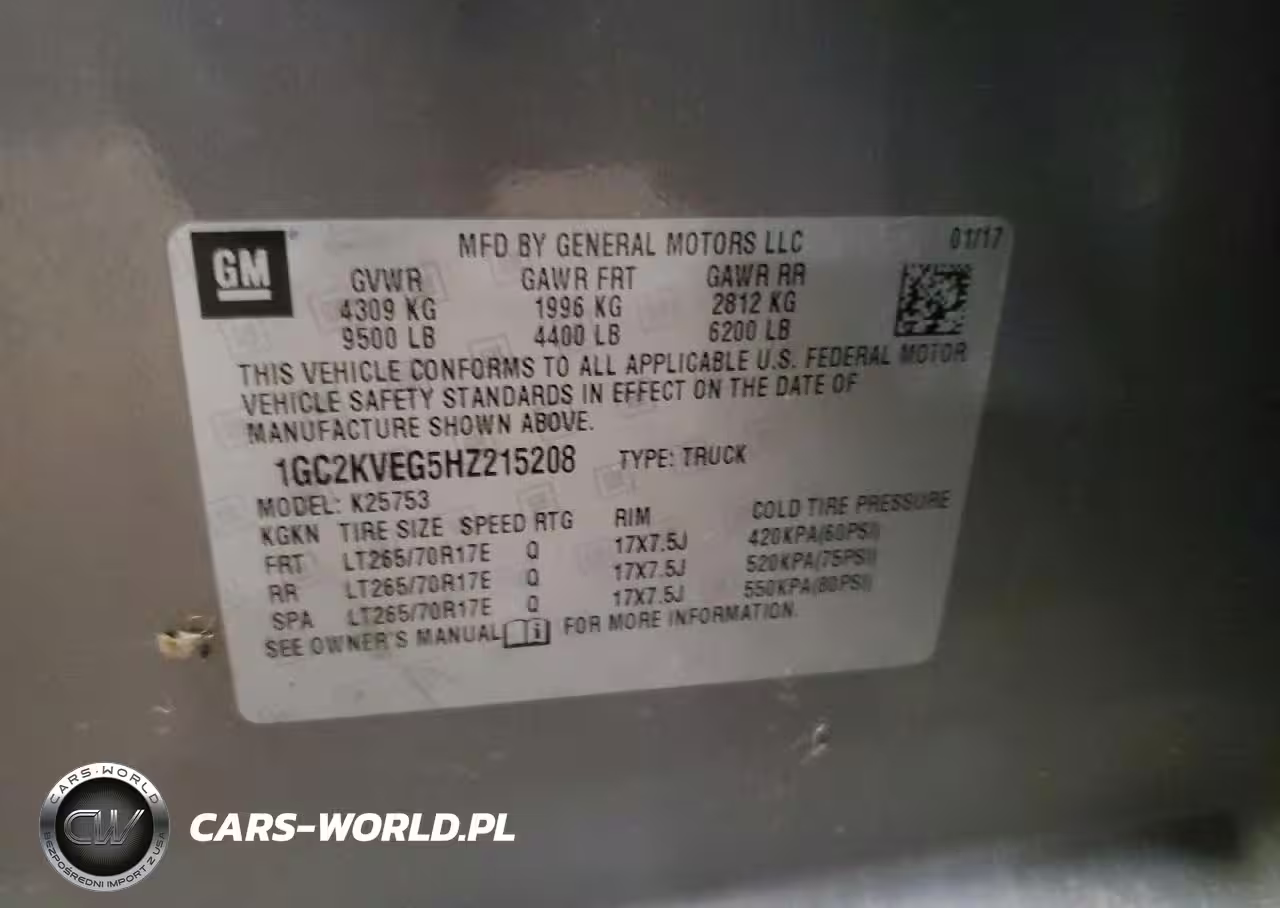 GM
MFD BY GENERAL MOTORS LLC 01/17
GVWR GAWR FRT GAWR RR
4309 KG 1996 KG 2812 KG
9500 LB 4400 LB 6200 LB
THIS VEHICLE CONFORMS TO ALL APPLICABLE U.S. FEDERAL MOTOR
VEHICLE SAFETY STANDARDS IN EFFECT ON THE DATE OF
MANUFACTURE SHOWN ABOVE.
1GC2KVEG5HZ215208 TYPE: TRUCK
MODEL: K25753
KGKN TIRE SIZE SPEED RTG RIM COLD TIRE PRESSURE
FRT LT265/70R17E Q 17X7.5J 420KPA(60PSI)
RR LT265/70R17E Q 17X7.5J 520KPA(75PSI)
SPA LT265/70R17E Q 17X7.5J 550KPA(80PSI)
SEE OWNER'S MANUAL FOR MORE INFORMATION.
CARS-WORLD
CW
BEZPOŚREDNI IMPORT Z USA
CARS-WORLD.PL